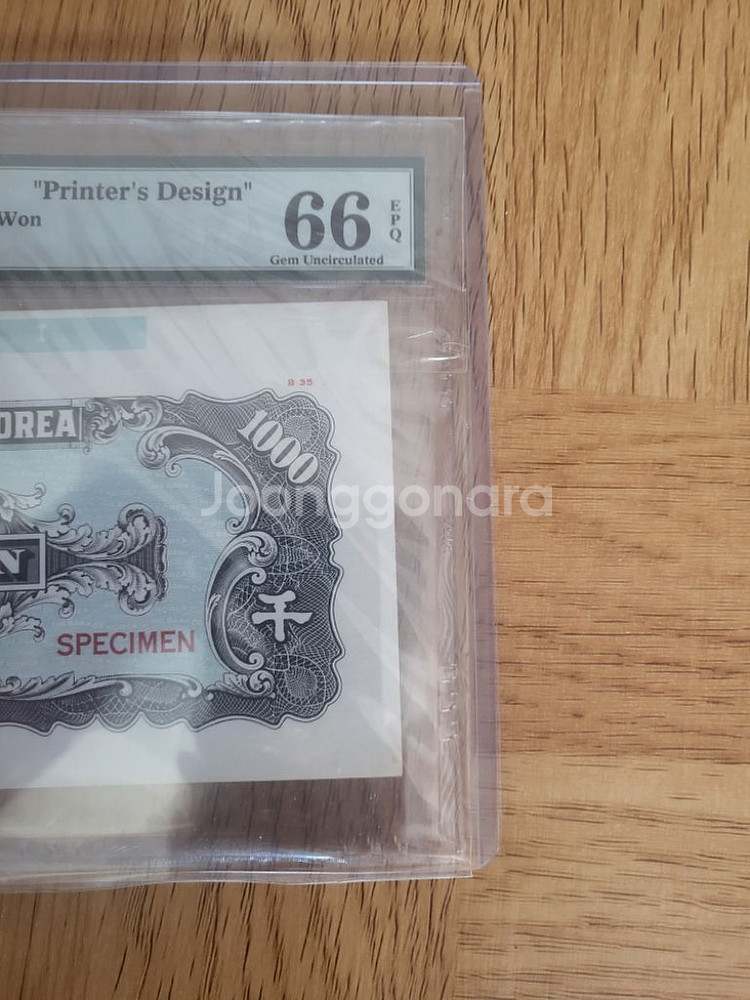 "Printer's Design"
Won
66
EPQ
Gem Uncirculated
I
B 35
OREA
1000
Joonggonara
N
千
SPECIMEN